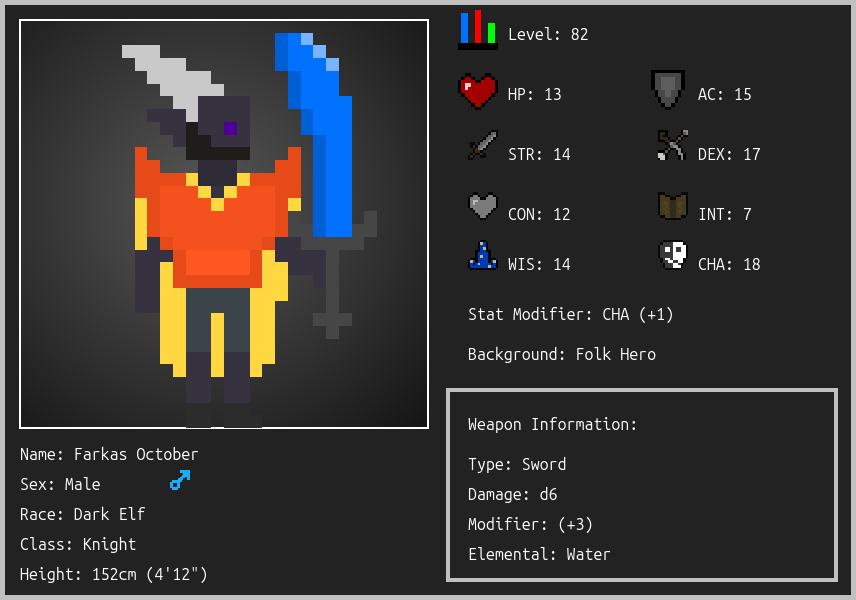 Level: 82
HP: 13
AC: 15
STR: 14
DEX: 17
CON: 12
INT: 7
WIS: 14
CHA: 18
Stat Modifier: CHA (+1)
Background: Folk Hero
Weapon Information:
Type: Sword
Damage: d6
Modifier: (+3)
Elemental: Water
Name: Farkas October
Sex: Male
Race: Dark Elf
Class: Knight
Height: 152cm (4'12")